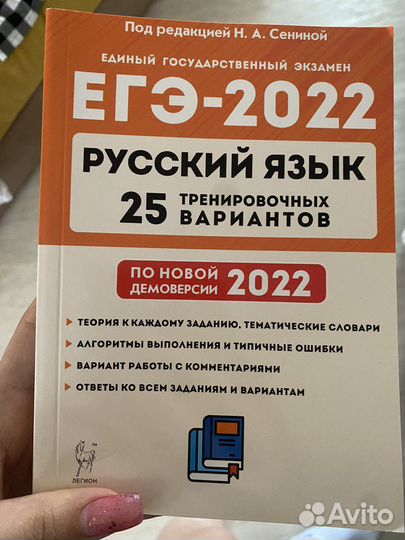 Под редакцией Н. А. Сениной
ЕДИНЫЙ ГОСУДАРСТВЕННЫЙ ЭКЗАМЕН
ЕГЭ-2022
РУССКИЙ ЯЗЫК
25 ТРЕНИРОВОЧНЫХ
ВАРИАНТОВ
ПО НОВОЙ
ДЕМОВЕРСИИ 2022
ТЕОРИЯ К КАЖДОМУ ЗАДАНИЮ, ТЕМАТИЧЕСКИЕ СЛОВАРИ
АЛГОРИТМЫ ВЫПОЛНЕНИЯ И ТИПИЧНЫЕ ОШИБКИ
ВАРИАНТ РАБОТЫ С КОММЕНТАРИЯМИ
ОТВЕТЫ КО ВСЕМ ЗАДАНИЯМ И ВАРИАНТАМ
TM
ЛЕГИОН
Avito